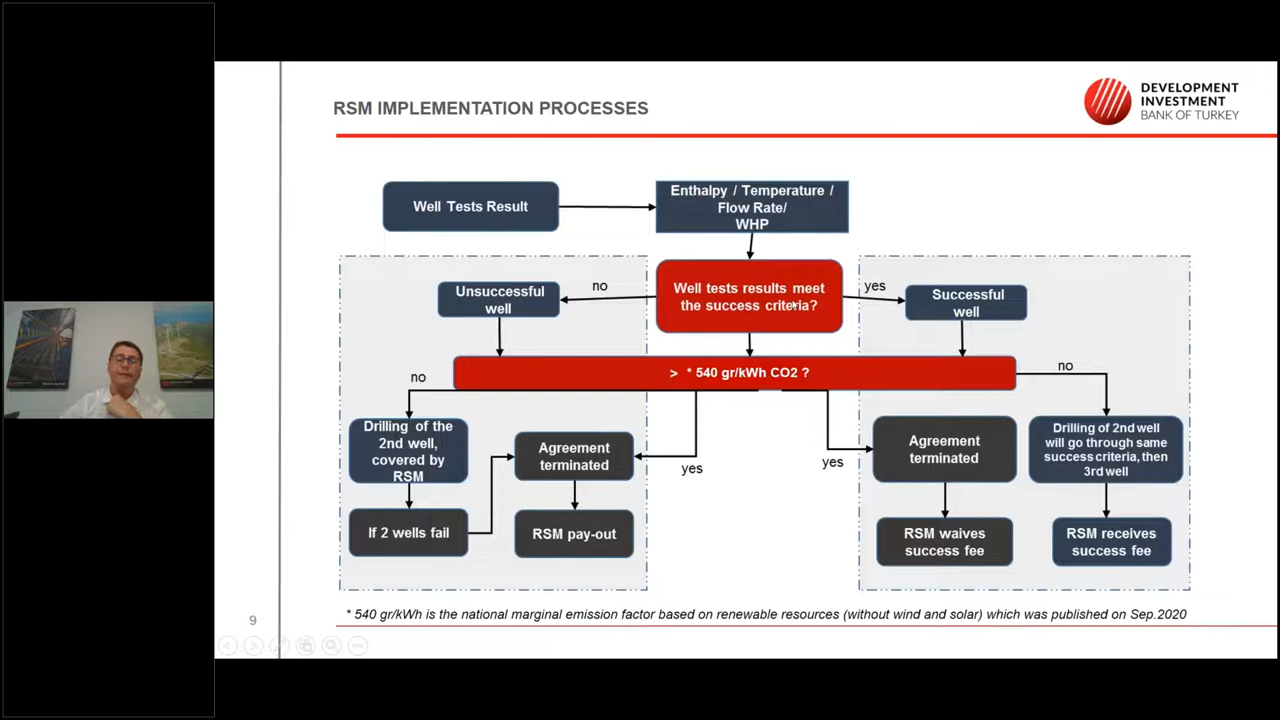 RSM IMPLEMENTATION PROCESSES
DEVELOPMENT
INVESTMENT
BANK OF TURKEY
Well Tests Result
Enthalpy / Temperature /
Flow Rate/
WHP
Unsuccessful
well
no
Well tests results meet
the success criteria?
yes
Successful
well
> * 540 gr/kWh CO2 ?
no
no
Drilling of the
2nd well,
covered by
RSM
Agreement
terminated
yes
yes
Agreement
terminated
Drilling of 2nd well
will go through same
success criteria, then
3rd well
If 2 wells fail
RSM pay-out
RSM waives
success fee
RSM receives
success fee
* 540 gr/kWh is the national marginal emission factor based on renewable resources (without wind and solar) which was published on Sep.2020
9